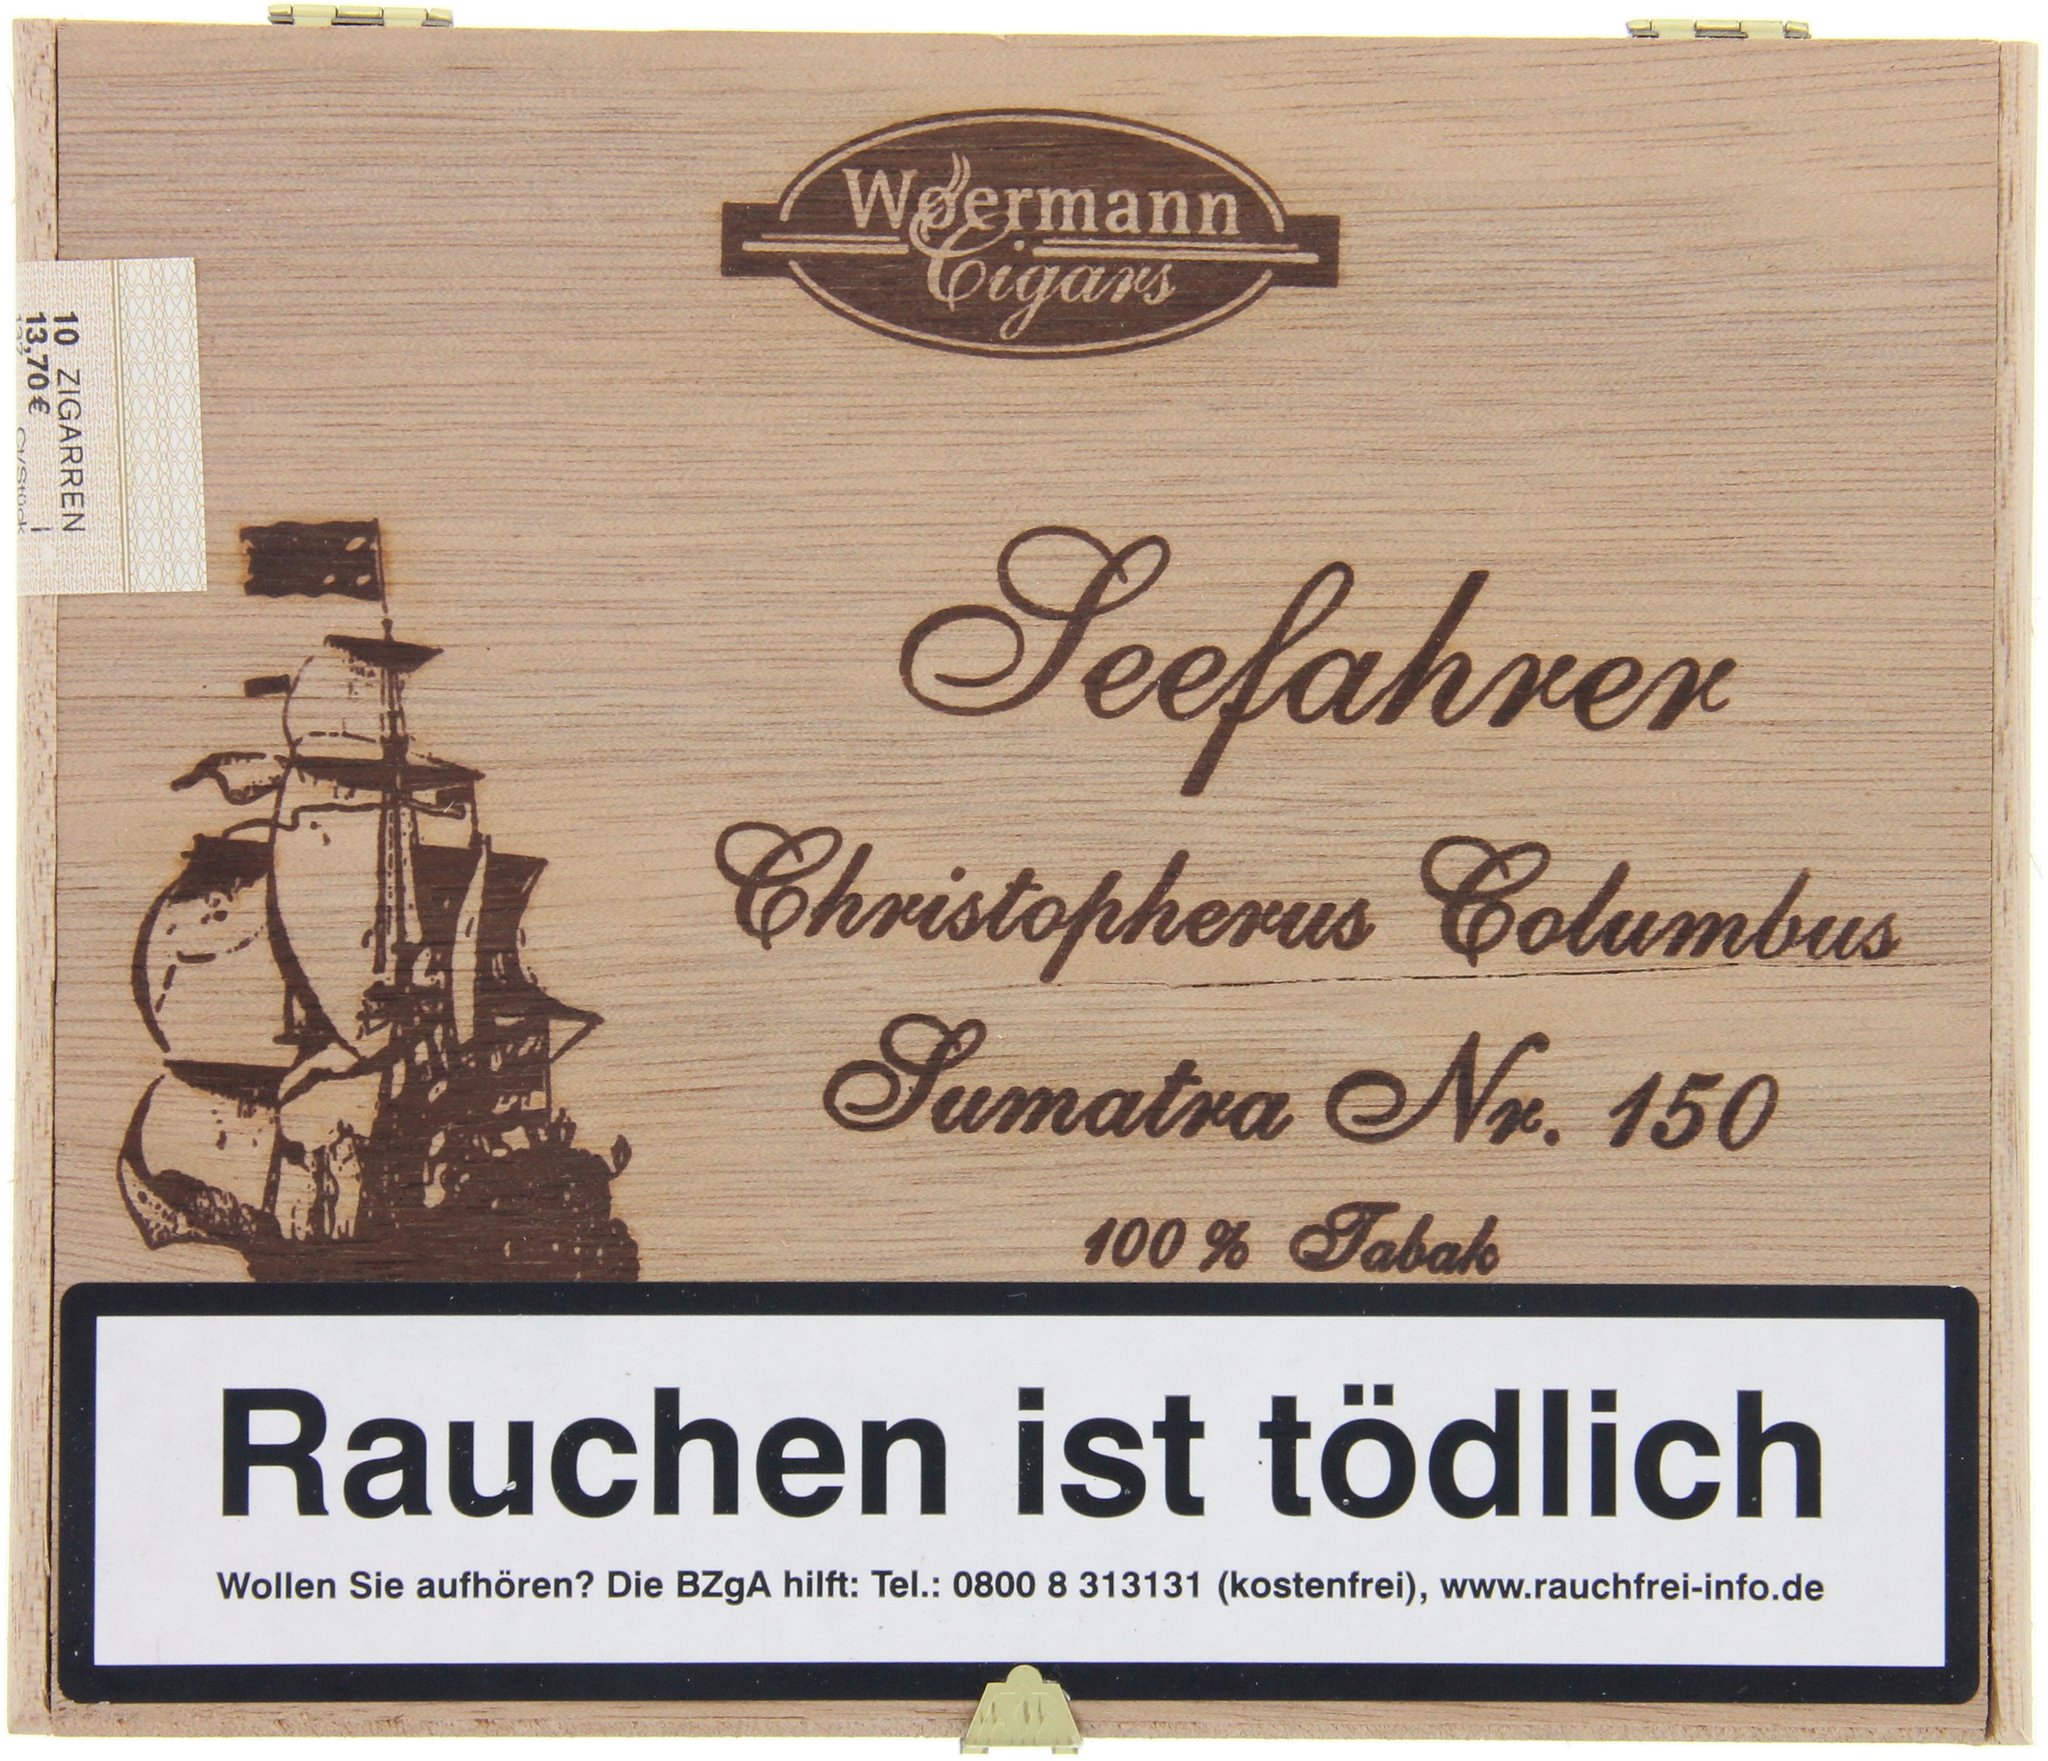 Woermann
Cigars
10 ZIGARREN
13,70 €
Seefahrer
Christopherus Columbus
Sumatra Nr. 150
100 % Tabak
Rauchen ist tödlich
Wollen Sie aufhören? Die BZgA hilft: Tel.: 0800 8 313131 (kostenfrei), www.rauchfrei-info.de